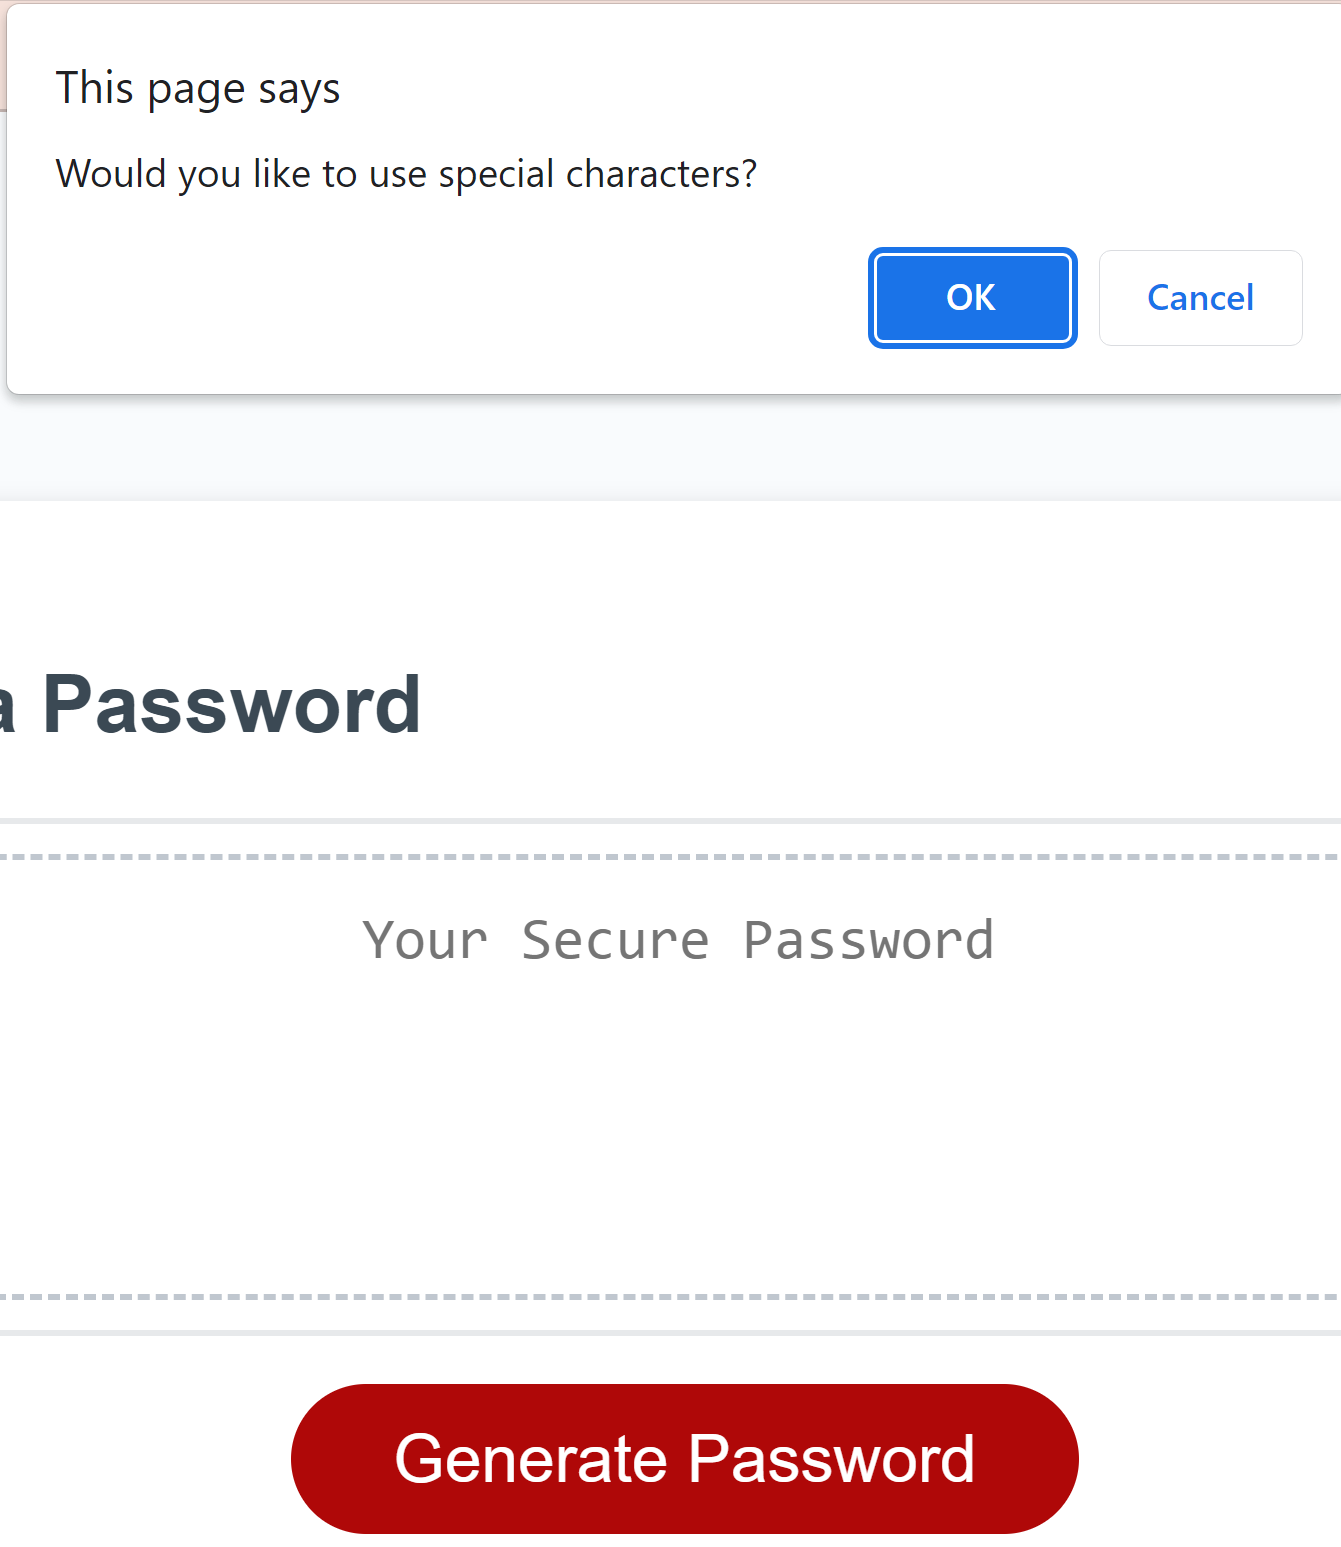 This page says
Would you like to use special characters?
OK Cancel
a Password
Your Secure Password
Generate Password